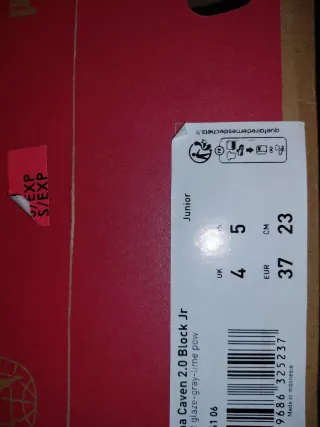 quefairedemesdechets.fr
FR
Junior
5
UK
4
CM
23
EUR
37
Caven 2.0 Block Jr
glaze-gray-lime pow
06
9686 325237
Made in Indonesia
S/EXP
S/EXP